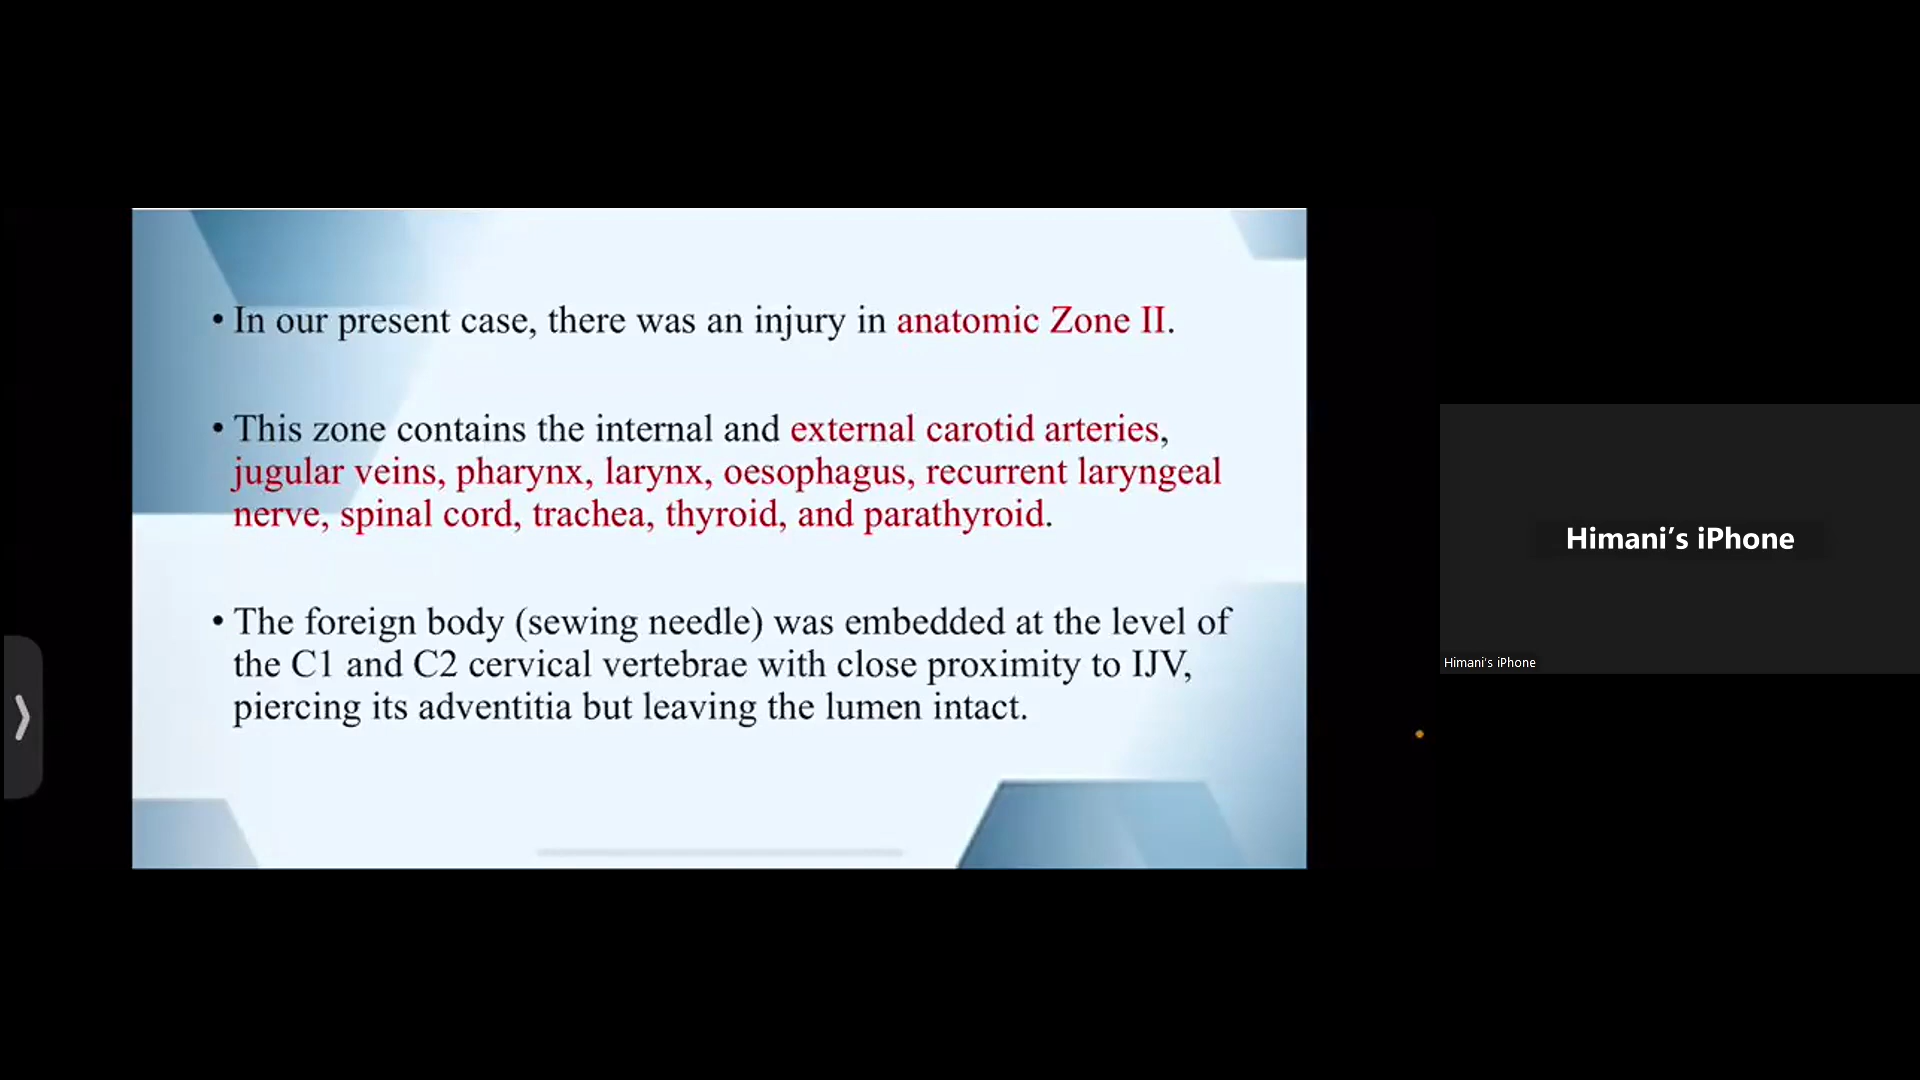 • In our present case, there was an injury in anatomic Zone II.
• This zone contains the internal and external carotid arteries,
jugular veins, pharynx, larynx, oesophagus, recurrent laryngeal
nerve, spinal cord, trachea, thyroid, and parathyroid.
• The foreign body (sewing needle) was embedded at the level of
the C1 and C2 cervical vertebrae with close proximity to IJV,
piercing its adventitia but leaving the lumen intact.
Himani’s iPhone
Himani's iPhone